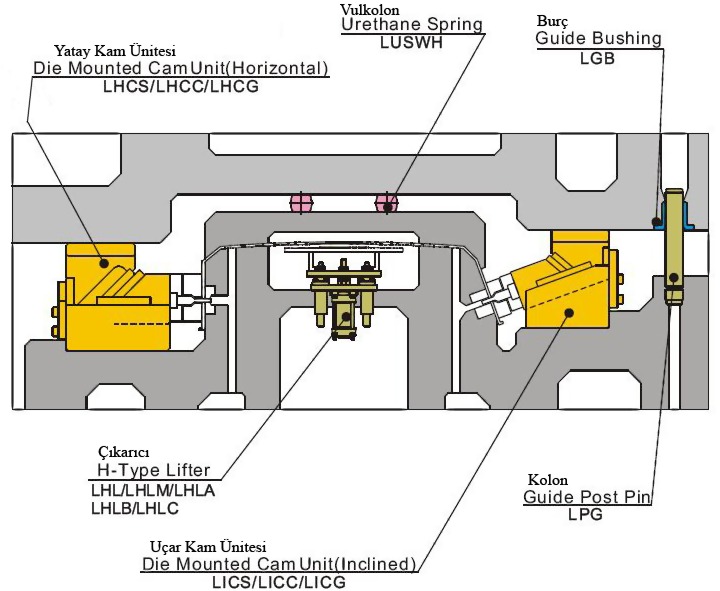 Vulkolon
Urethane Spring
LUSWH
Burç
Guide Bushing
LGB
Yatay Kam Ünitesi
Die Mounted Cam Unit(Horizontal)
LHCS/LHCC/LHCG
Çıkarıcı
H-Type Lifter
LHL/LHLM/LHLA
LHLB/LHLC
Kolon
Guide Post Pin
LPG
Uçar Kam Ünitesi
Die Mounted Cam Unit(Inclined)
LICS/LICC/LICG